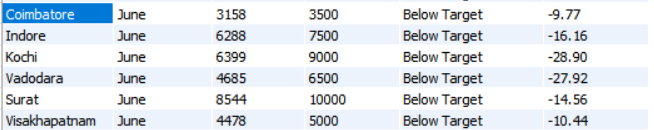 Coimbatore June 3158 3500 Below Target -9.77
Indore June 6288 7500 Below Target -16.16
Kochi June 6399 9000 Below Target -28.90
Vadodara June 4685 6500 Below Target -27.92
Surat June 8544 10000 Below Target -14.56
Visakhapatnam June 4478 5000 Below Target -10.44